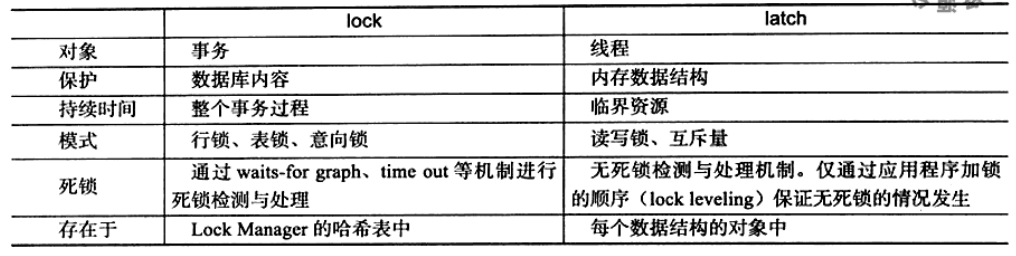 lock latch
对象 事务 线程
保护 数据库内容 内存数据结构
持续时间 整个事务过程 临界资源
模式 行锁、表锁、意向锁 读写锁、互斥量
死锁 通过 waits-for graph、time out 等机制进行死锁检测与处理 无死锁检测与处理机制。仅通过应用程序加锁的顺序（lock leveling）保证无死锁的情况发生
存在于 Lock Manager 的哈希表中 每个数据结构的对象中